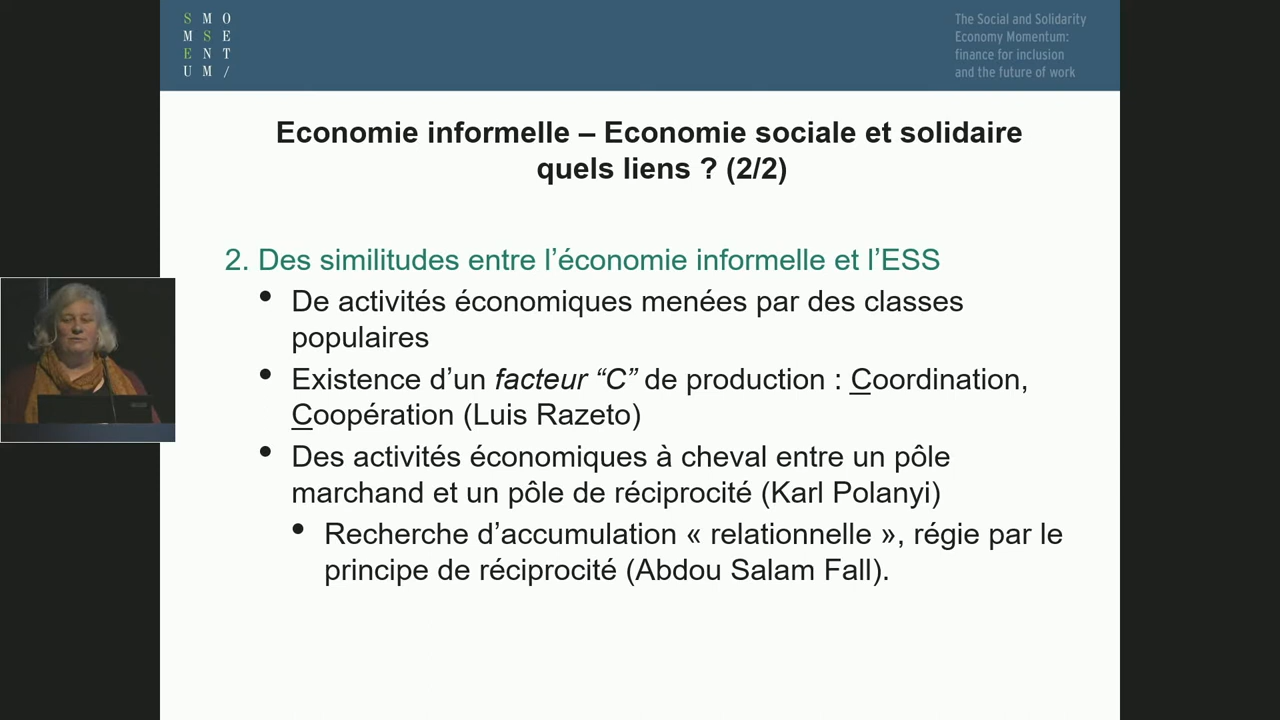 S M O
M S E
E N T
U M /
The Social and Solidarity
Economy Momentum:
finance for inclusion
and the future of work
Economie informelle – Economie sociale et solidaire
quels liens ? (2/2)
2. Des similitudes entre l’économie informelle et l’ESS
• De activités économiques menées par des classes
populaires
• Existence d’un facteur “C” de production : Coordination,
Coopération (Luis Razeto)
• Des activités économiques à cheval entre un pôle
marchand et un pôle de réciprocité (Karl Polanyi)
• Recherche d’accumulation « relationnelle », régie par le
principe de réciprocité (Abdou Salam Fall).